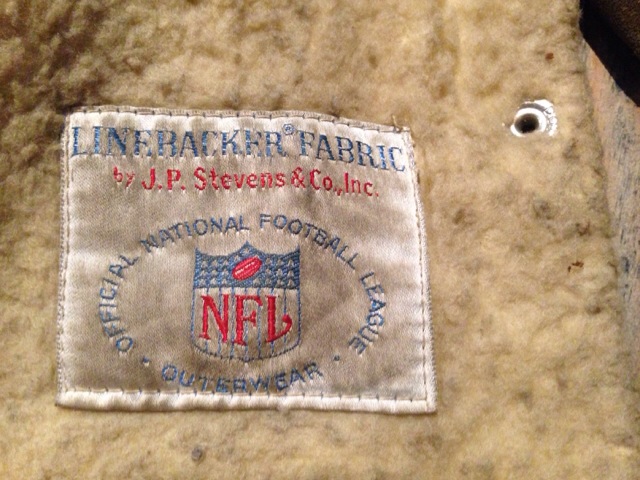 LINEBACKER® FABRIC
by J.P. Stevens & Co., Inc.
OFFICIAL NATIONAL FOOTBALL LEAGUE
NFL
• OUTERWEAR •